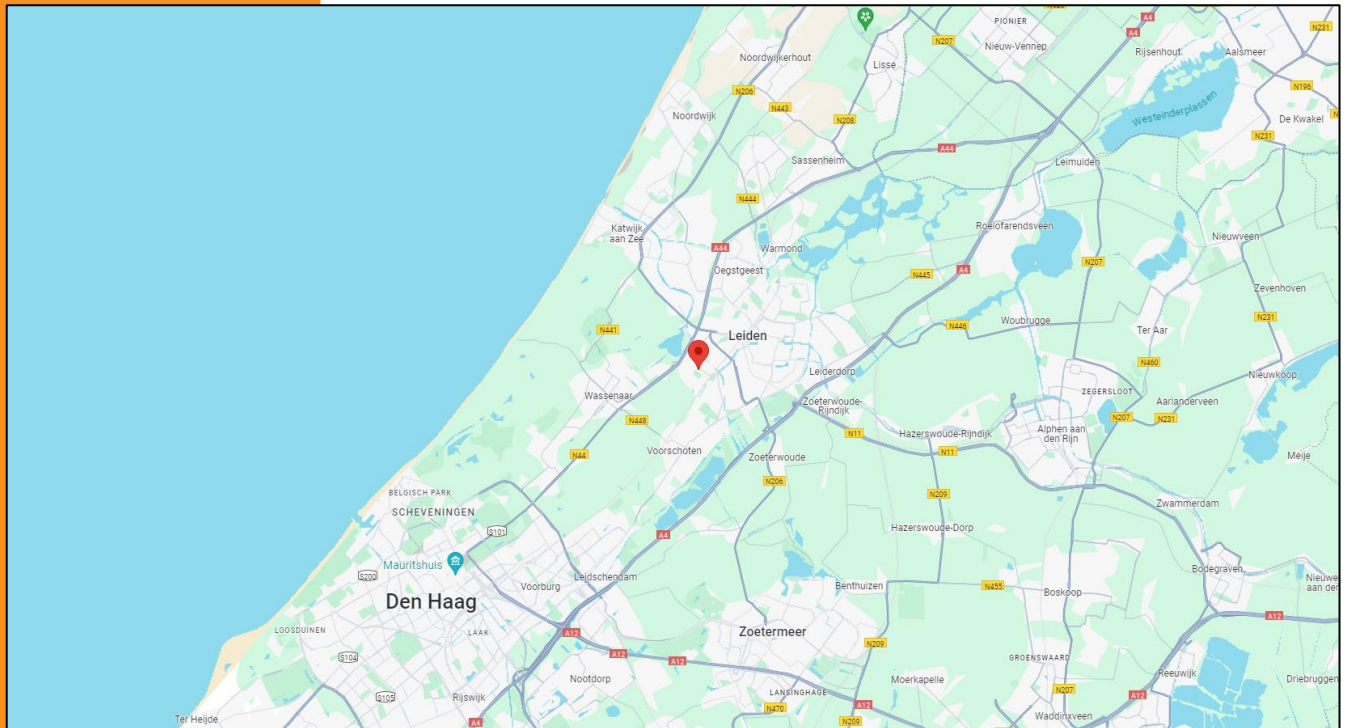 PIONIER
A4
N231
Nieuw-Vennep
N207
Rijsenhout
Aalsmeer
Noordwijkerhout
Lisse
A4
N206
N196
Westeinderplassen
N443
Noordwijk
N208
De Kwakel
N231
A44
Sassenheim
Leimuiden
N444
Katwijk
aan Zee
Roelofarendsveen
Nieuwveen
A44
Warmond
Oegstgeest
N445
A4
N207
Zevenhoven
N441
Leiden
N446
Woubrugge
Ter Aar
N231
N460
Leiderdorp
Nieuwkoop
Wassenaar
Zoeterwoude-
Rijndijk
ZEGERSLOOT
Aarlanderveen
N207
N231
N448
N11
Hazerswoude-Rijndijk
Alphen aan
den Rijn
Voorschoten
N44
Zoeterwoude
N11
Meije
N206
BELGISCH PARK
N209
Zwammerdam
SCHEVENINGEN
S101
A4
Hazerswoude-Dorp
Mauritshuis
S200
Leidschendam
Voorburg
Bodegraven
Benthuizen
N455
Boskoop
Nieuwe
aan den
Den Haag
LOOSDUINEN
LAAK
A12
Zoetermeer
A12
N209
S104
A12
A12
GROENSWAARD
Reeuwijk
Nootdorp
Moerkapelle
Driebruggen
S105
Rijswijk
LANSINGHAGE
N207
A12
N470
A12
Ter Heijde
A4
N209
Waddinxveen